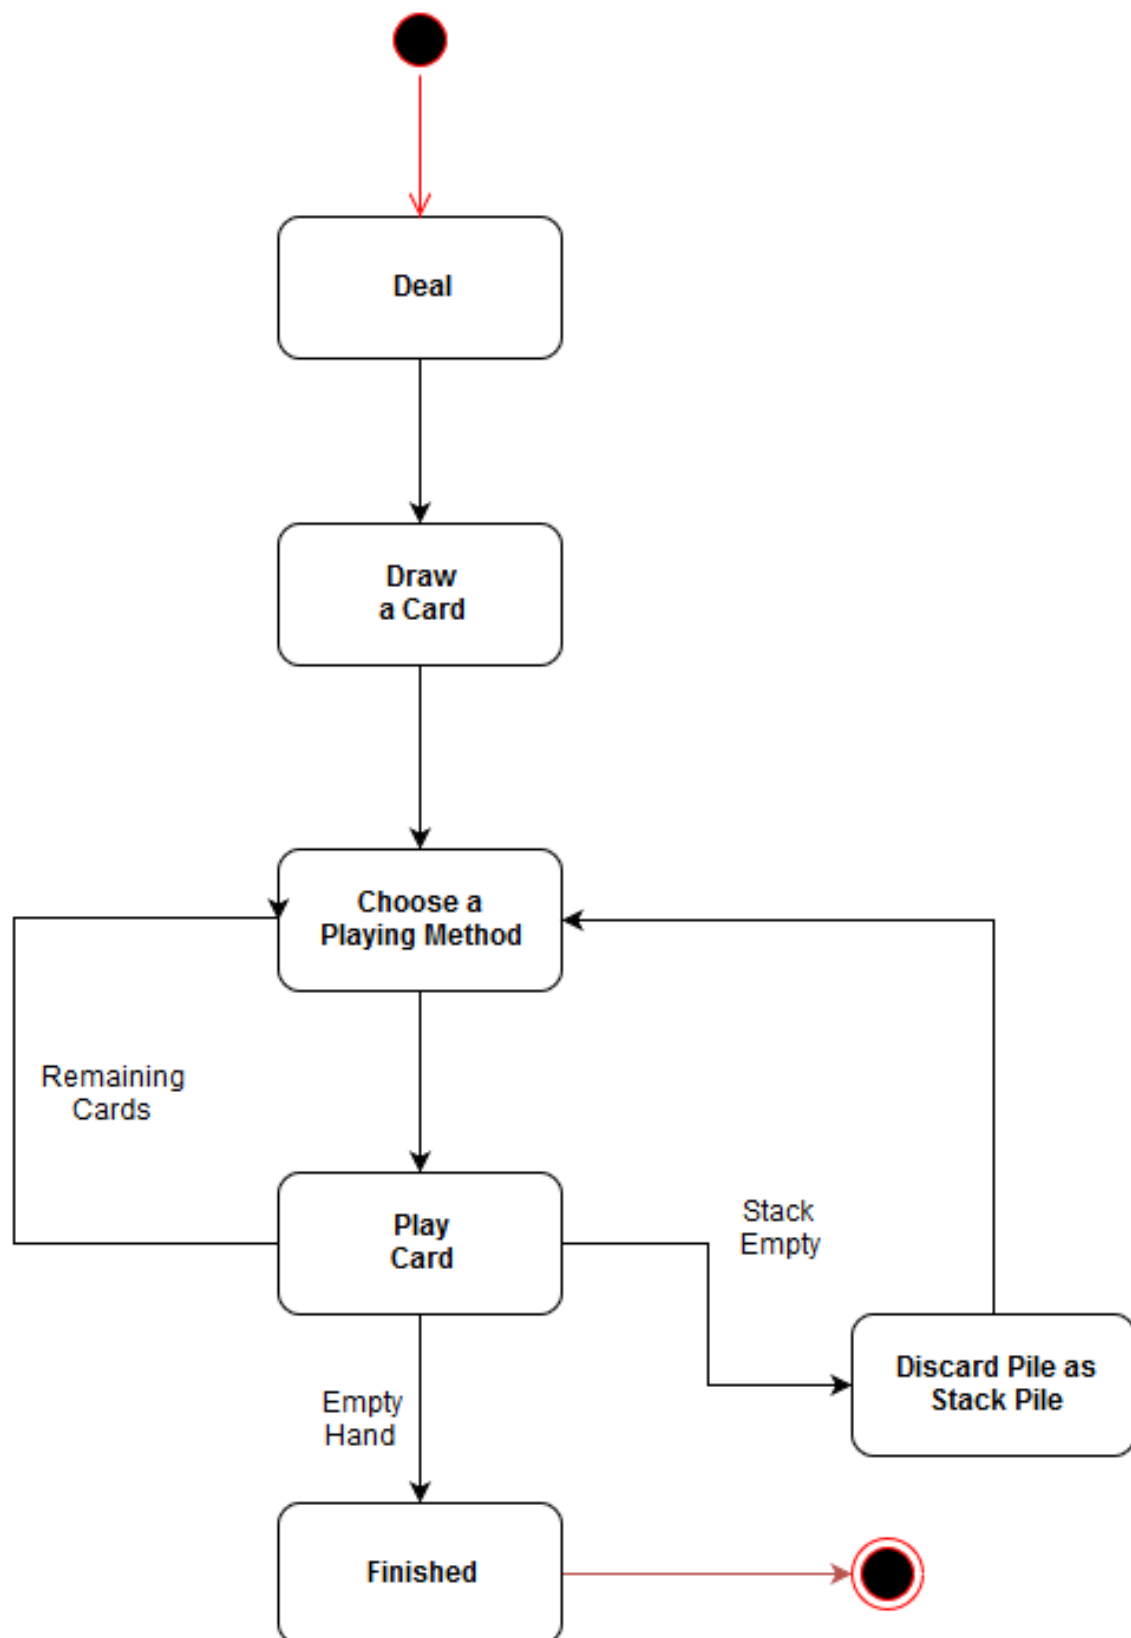 Deal
Draw
a Card
Choose a
Playing Method
Remaining
Cards
Play
Card
Stack
Empty
Discard Pile as
Stack Pile
Empty
Hand
Finished